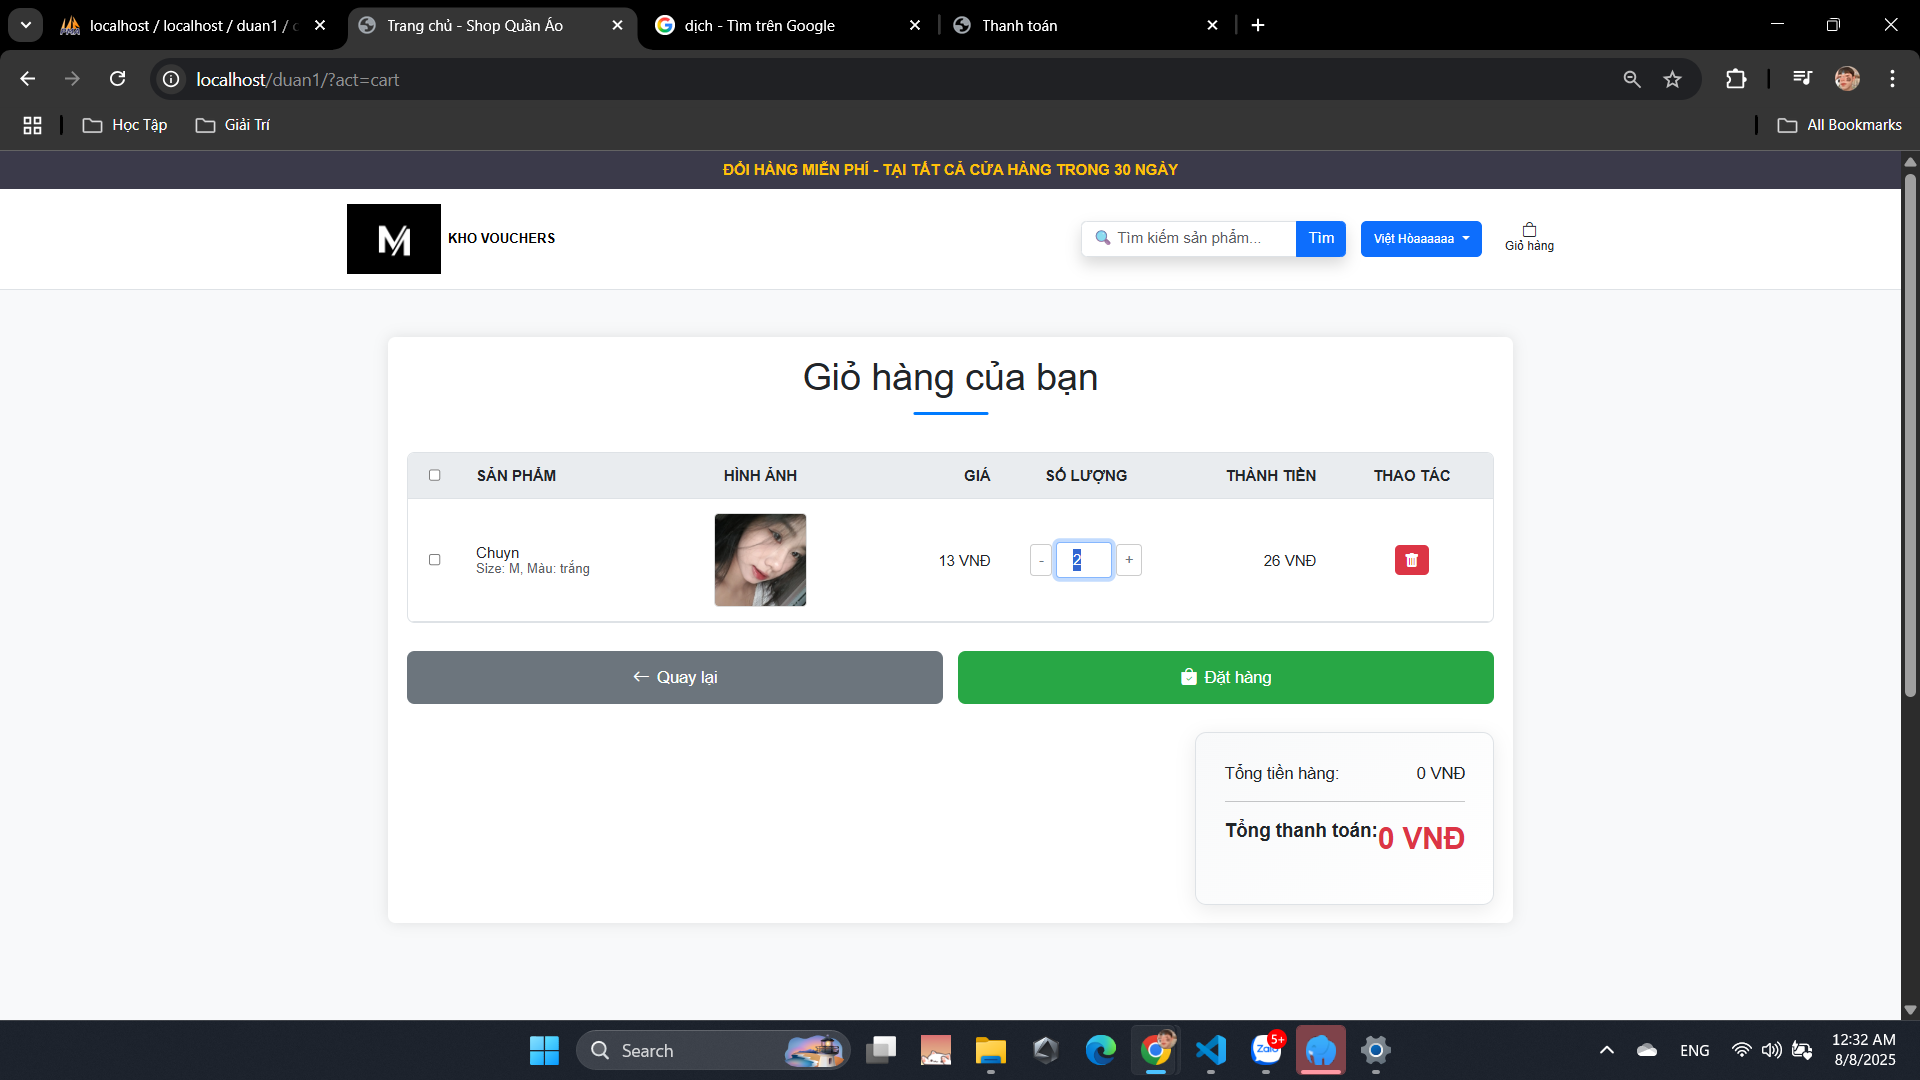 localhost / localhost / duan1 /
Trang chủ - Shop Quần Áo
dịch - Tìm trên Google
Thanh toán
localhost/duan1/?act=cart
Học Tập
Giải Trí
All Bookmarks
ĐỔI HÀNG MIỄN PHÍ - TẠI TẤT CẢ CỬA HÀNG TRONG 30 NGÀY
M
KHO VOUCHERS
Tìm kiếm sản phẩm...
Tìm
Việt Hòaaaaaa
Giỏ hàng
Giỏ hàng của bạn
SẢN PHẨM
HÌNH ẢNH
GIÁ
SỐ LƯỢNG
THÀNH TIỀN
THAO TÁC
Chuyn
Size: M, Màu: trắng
13 VNĐ
- 2 +
26 VNĐ
Quay lại
Đặt hàng
Tổng tiền hàng: 0 VNĐ
Tổng thanh toán: 0 VNĐ
Search
Zalo
5+
ENG
12:32 AM
8/8/2025